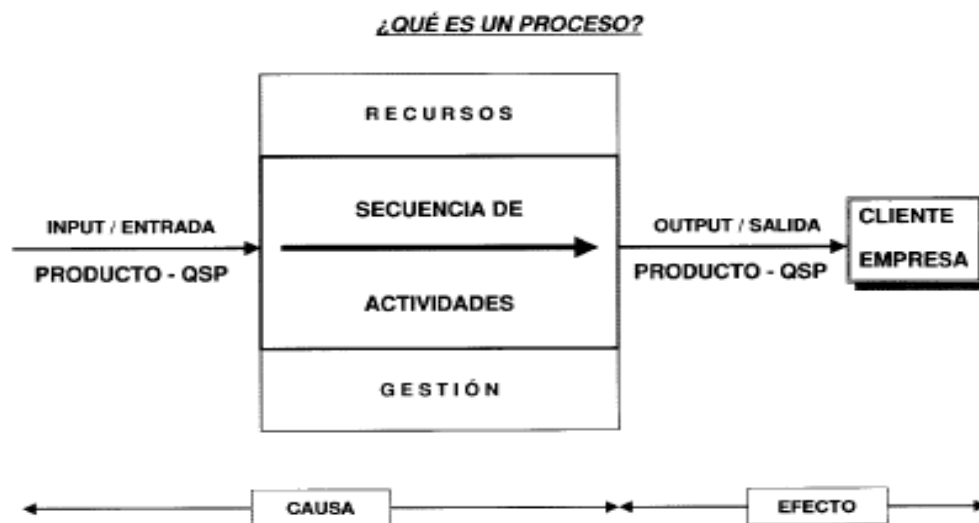 ¿QUÉ ES UN PROCESO?
RECURSOS
INPUT / ENTRADA
PRODUCTO - QSP
SECUENCIA DE
ACTIVIDADES
OUTPUT / SALIDA
PRODUCTO - QSP
CLIENTE
EMPRESA
GESTIÓN
CAUSA
EFECTO